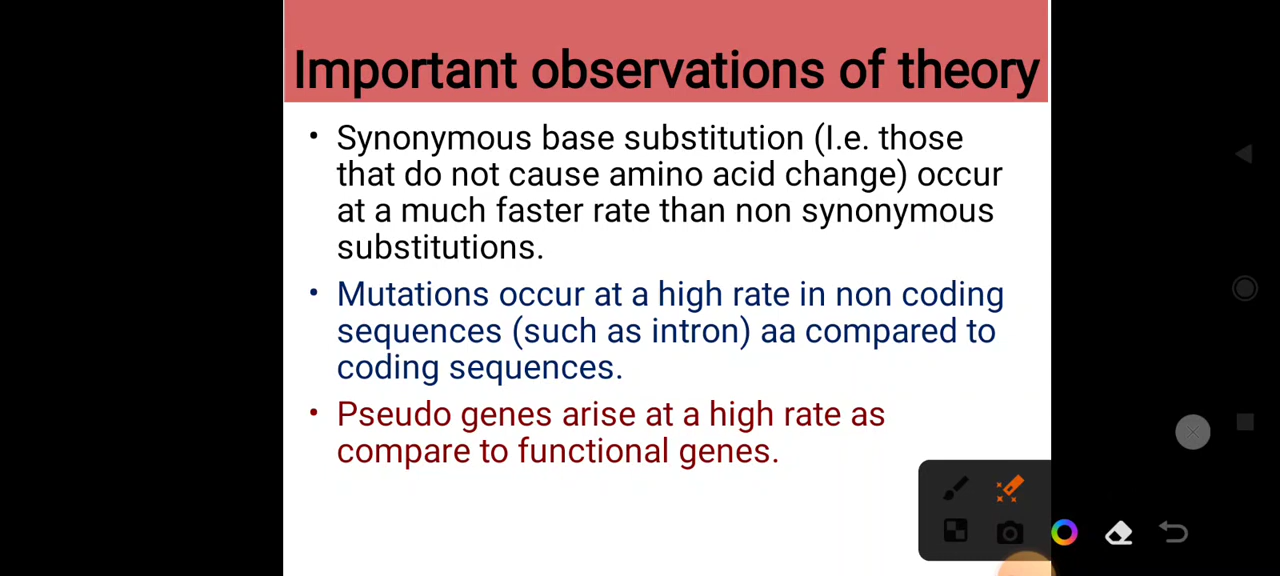 Important observations of theory
• Synonymous base substitution (I.e. those
that do not cause amino acid change) occur
at a much faster rate than non synonymous
substitutions.
• Mutations occur at a high rate in non coding
sequences (such as intron) aa compared to
coding sequences.
• Pseudo genes arise at a high rate as
compare to functional genes.